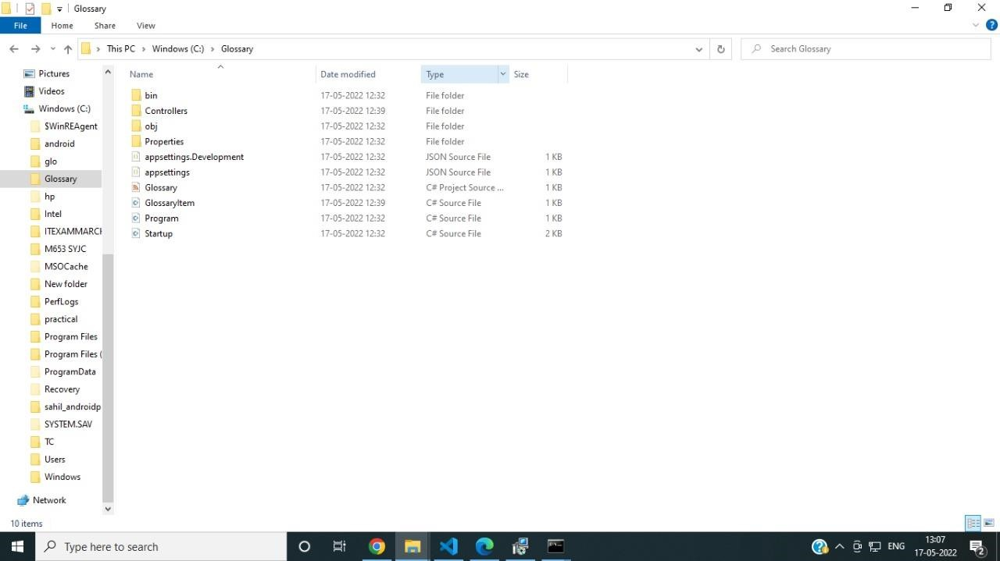 Glossary
File Home Share View
This PC Windows (C:) Glossary Search Glossary
Pictures
Videos
Windows (C:)
$WinREAgent
android
glo
Glossary
hp
Intel
ITEXAMMARCH
M653 SYJC
MSOCache
New folder
PerfLogs
practical
Program Files
Program Files (
ProgramData
Recovery
sahil_androidp
SYSTEM.SAV
TC
Users
Windows
Network
Name Date modified Type Size
bin 17-05-2022 12:32 File folder
Controllers 17-05-2022 12:39 File folder
obj 17-05-2022 12:32 File folder
Properties 17-05-2022 12:32 File folder
appsettings.Development 17-05-2022 12:32 JSON Source File 1 KB
appsettings 17-05-2022 12:32 JSON Source File 1 KB
Glossary 17-05-2022 12:32 C# Project Source ... 1 KB
GlossaryItem 17-05-2022 12:39 C# Source File 1 KB
Program 17-05-2022 12:32 C# Source File 1 KB
Startup 17-05-2022 12:32 C# Source File 2 KB
10 items
Type here to search
ENG
13:07
17-05-2022
2